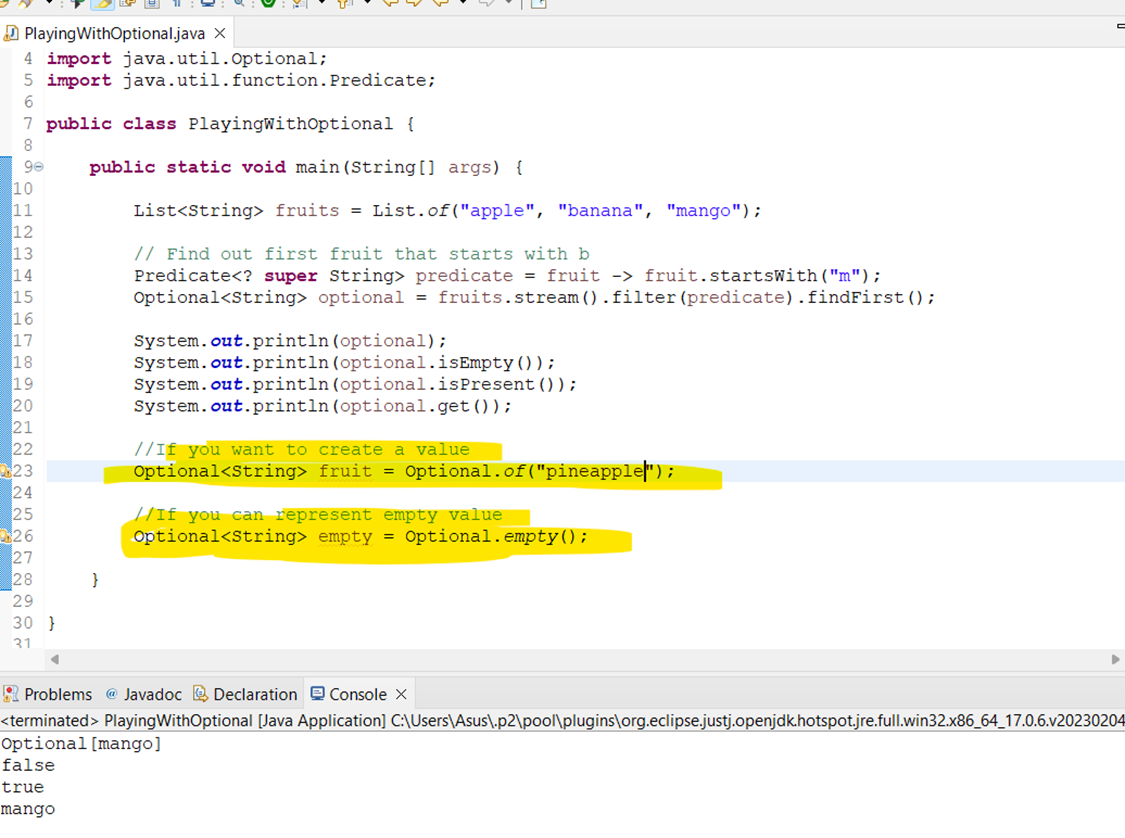 PlayingWithOptional.java
4 import java.util.Optional;
5 import java.util.function.Predicate;
6
7 public class PlayingWithOptional {
8
9 public static void main(String[] args) {
10
11 List<String> fruits = List.of("apple", "banana", "mango");
12
13 // Find out first fruit that starts with b
14 Predicate<? super String> predicate = fruit -> fruit.startsWith("m");
15 Optional<String> optional = fruits.stream().filter(predicate).findFirst();
16
17 System.out.println(optional);
18 System.out.println(optional.isEmpty());
19 System.out.println(optional.isPresent());
20 System.out.println(optional.get());
21
22 //If you want to create a value
23 Optional<String> fruit = Optional.of("pineapple");
24
25 //If you can represent empty value
26 Optional<String> empty = Optional.empty();
27
28 }
29
30 }
31
Problems @ Javadoc Declaration Console
<terminated> PlayingWithOptional [Java Application] C:\Users\Asus\.p2\pool\plugins\org.eclipse.justj.openjdk.hotspot.jre.full.win32.x86_64_17.0.6.v20230204
Optional[mango]
false
true
mango